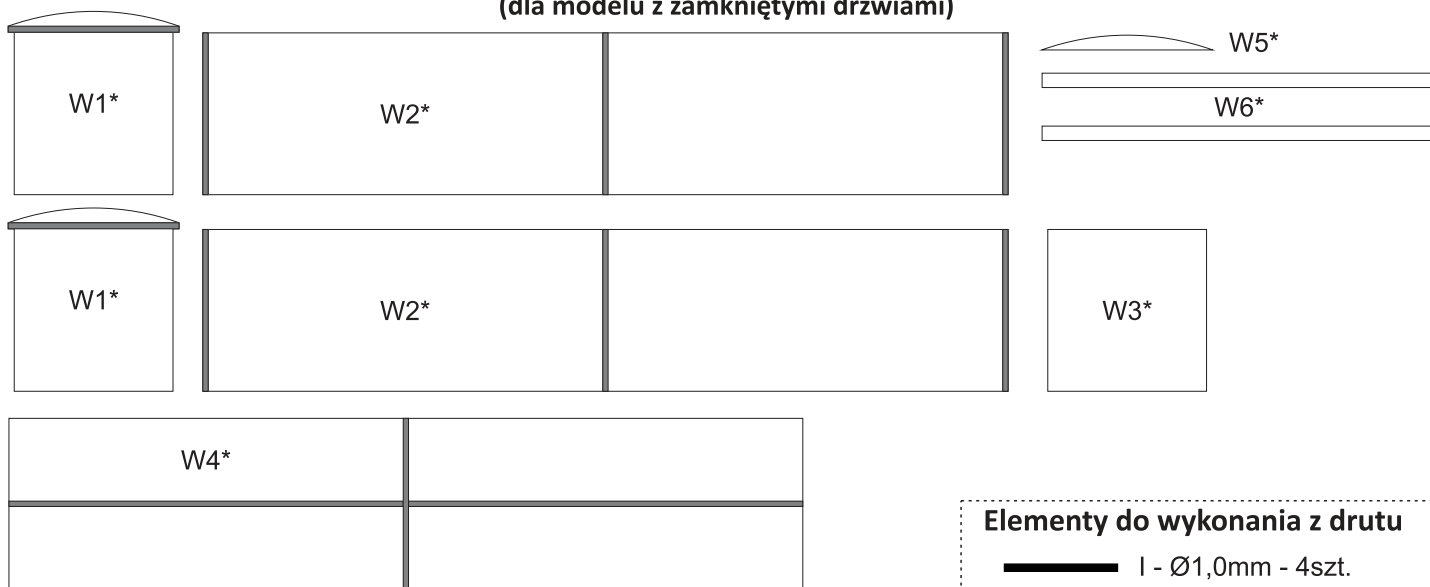 (dla modelu z zamkniętymi drzwiami)
W1*
W2*
W5*
W6*
W1*
W2*
W3*
W4*
Elementy do wykonania z drutu
I - Ø1,0mm - 4szt.